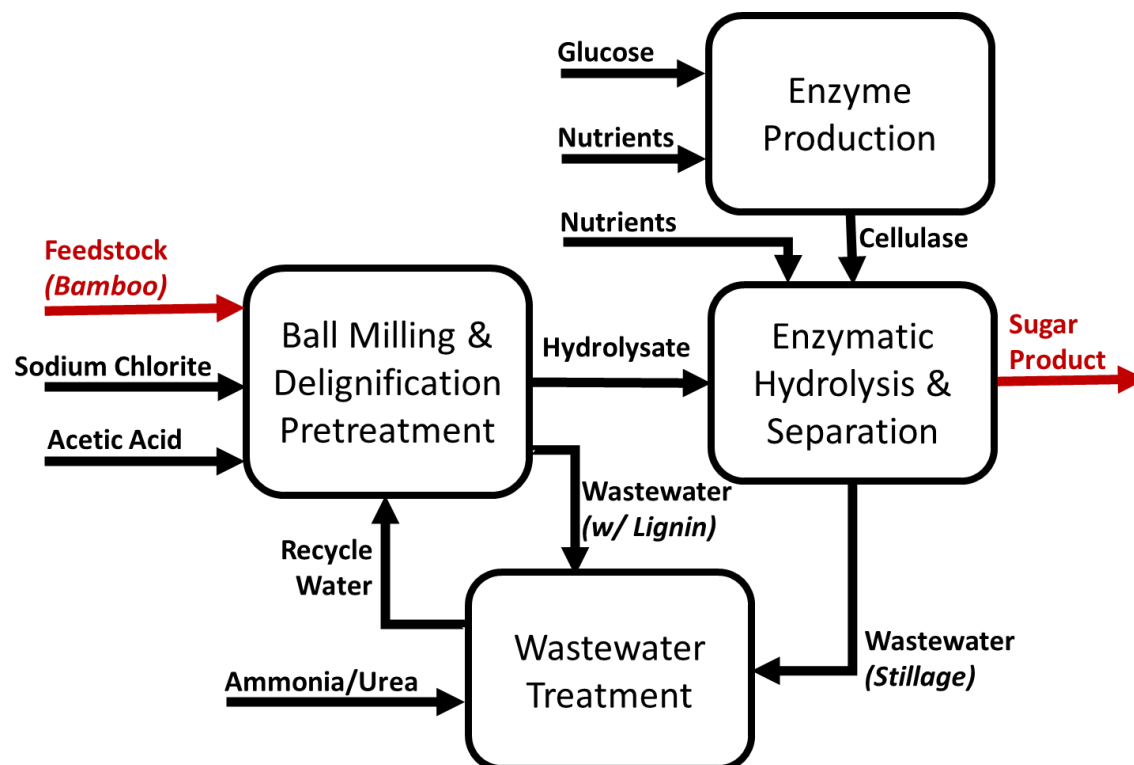 Glucose
Enzyme
Production
Nutrients
Nutrients
Cellulase
Feedstock
(Bamboo)
Sodium Chlorite
Acetic Acid
Ball Milling &
Delignification
Pretreatment
Hydrolysate
Enzymatic
Hydrolysis &
Separation
Sugar
Product
Wastewater
(w/ Lignin)
Recycle
Water
Wastewater
Treatment
Wastewater
(Stillage)
Ammonia/Urea